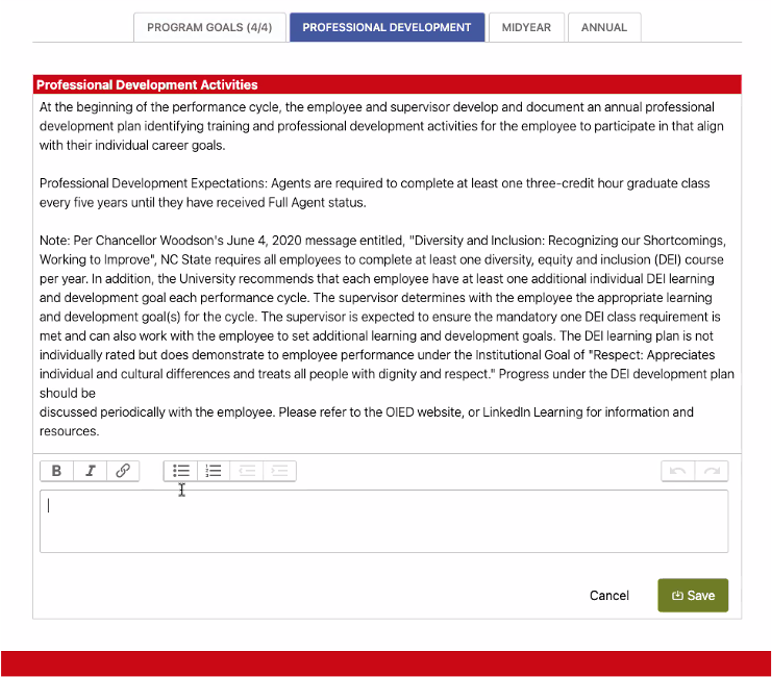 PROGRAM GOALS (4/4) PROFESSIONAL DEVELOPMENT MIDYEAR ANNUAL
Professional Development Activities
At the beginning of the performance cycle, the employee and supervisor develop and document an annual professional
development plan identifying training and professional development activities for the employee to participate in that align
with their individual career goals.
Professional Development Expectations: Agents are required to complete at least one three-credit hour graduate class
every five years until they have received Full Agent status.
Note: Per Chancellor Woodson's June 4, 2020 message entitled, "Diversity and Inclusion: Recognizing our Shortcomings,
Working to Improve", NC State requires all employees to complete at least one diversity, equity and inclusion (DEI) course
per year. In addition, the University recommends that each employee have at least one additional individual DEI learning
and development goal each performance cycle. The supervisor determines with the employee the appropriate learning
and development goal(s) for the cycle. The supervisor is expected to ensure the mandatory one DEI class requirement is
met and can also work with the employee to set additional learning and development goals. The DEI learning plan is not
individually rated but does demonstrate to employee performance under the Institutional Goal of "Respect: Appreciates
individual and cultural differences and treats all people with dignity and respect." Progress under the DEI development plan
should be
discussed periodically with the employee. Please refer to the OIED website, or LinkedIn Learning for information and
resources.
B I
Cancel Save